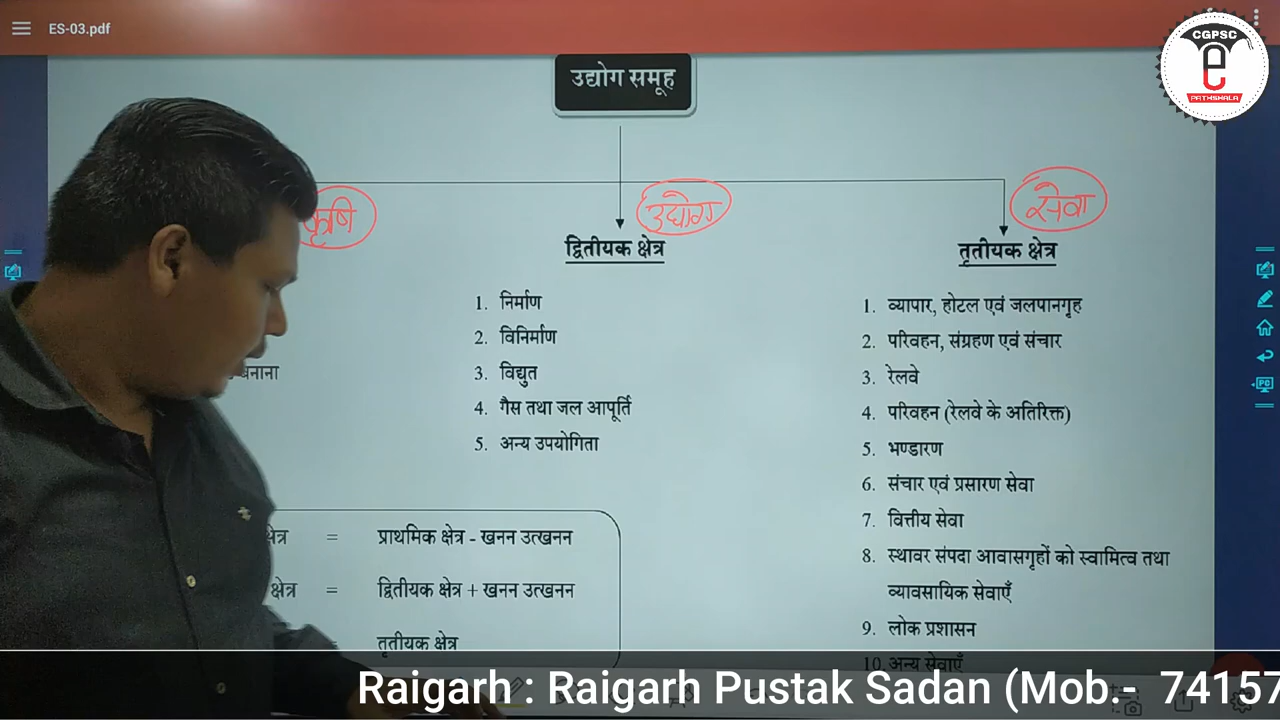 ES-03.pdf
CGPSC
e
PATHSHALA
उद्योग समूह
कृषि
उद्योग
सेवा
द्वितीयक क्षेत्र
1. निर्माण
2. विनिर्माण
3. विद्युत
4. गैस तथा जल आपूर्ति
5. अन्य उपयोगिता
तृतीयक क्षेत्र
1. व्यापार, होटल एवं जलपानगृह
2. परिवहन, संग्रहण एवं संचार
3. रेलवे
4. परिवहन (रेलवे के अतिरिक्त)
5. भण्डारण
6. संचार एवं प्रसारण सेवा
7. वित्तीय सेवा
8. स्थावर संपदा आवासगृहों को स्वामित्व तथा
व्यावसायिक सेवाएँ
9. लोक प्रशासन
10. अन्य सेवाएँ
बनाना
क्षेत्र = प्राथमिक क्षेत्र - खनन उत्खनन
क्षेत्र = द्वितीयक क्षेत्र + खनन उत्खनन
= तृतीयक क्षेत्र
PC
Raigarh : Raigarh Pustak Sadan (Mob.- 74157